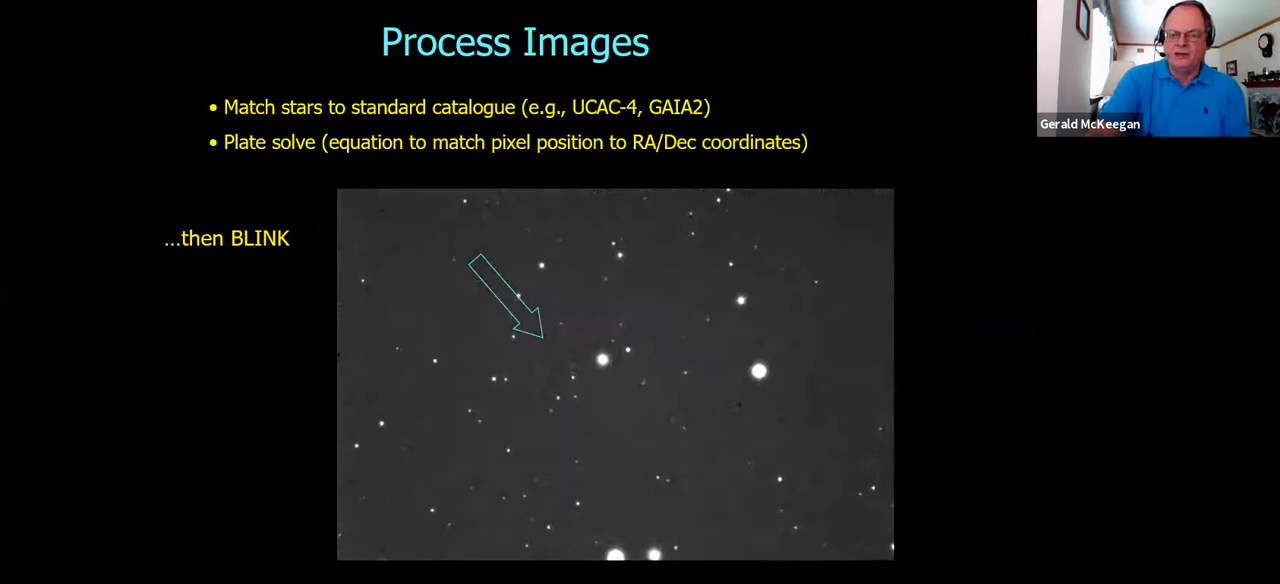 Process Images
• Match stars to standard catalogue (e.g., UCAC-4, GAIA2)
• Plate solve (equation to match pixel position to RA/Dec coordinates)
...then BLINK
Gerald McKeegan